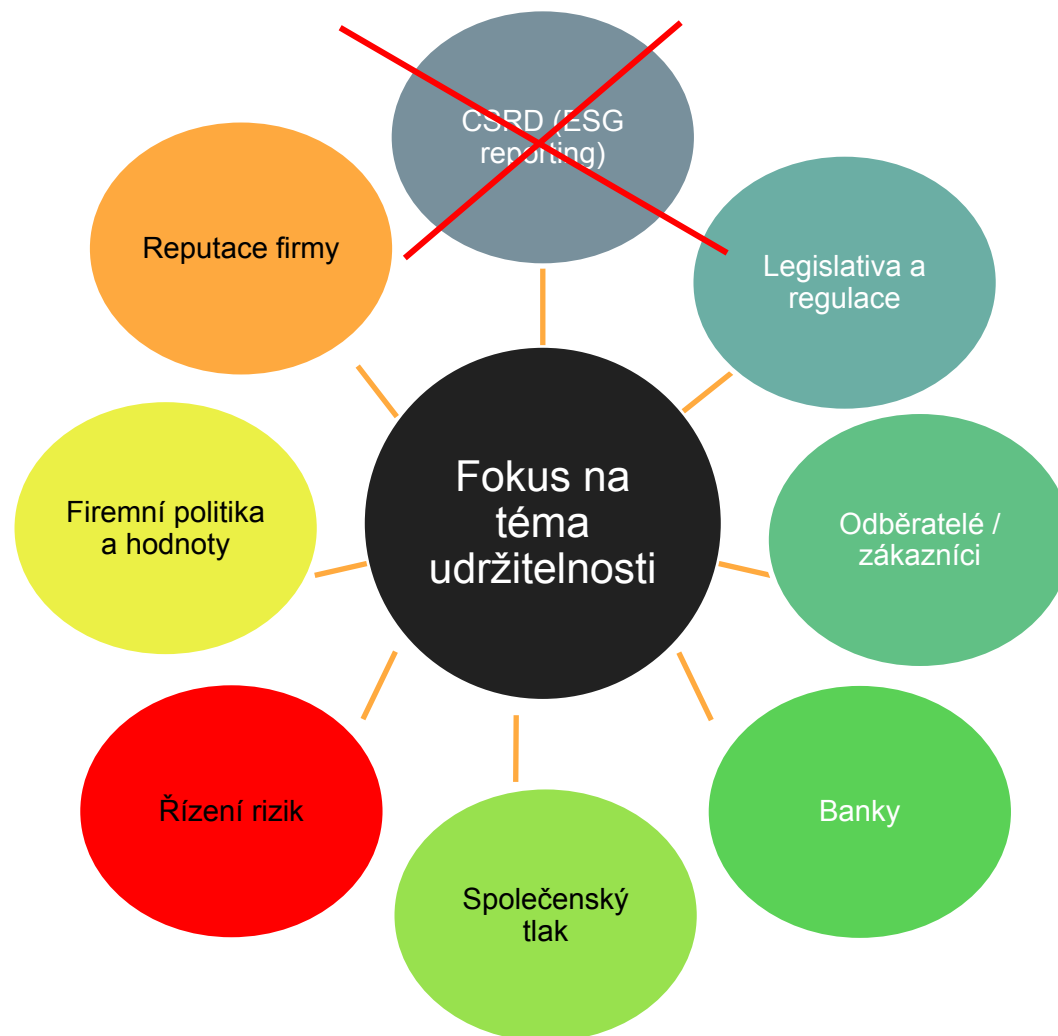 CSRD (ESG
reporting)
Legislativa a
regulace
Odběratelé /
zákazníci
Banky
Společenský
tlak
Řízení rizik
Firemní politika
a hodnoty
Reputace firmy
Fokus na
téma
udržitelnosti